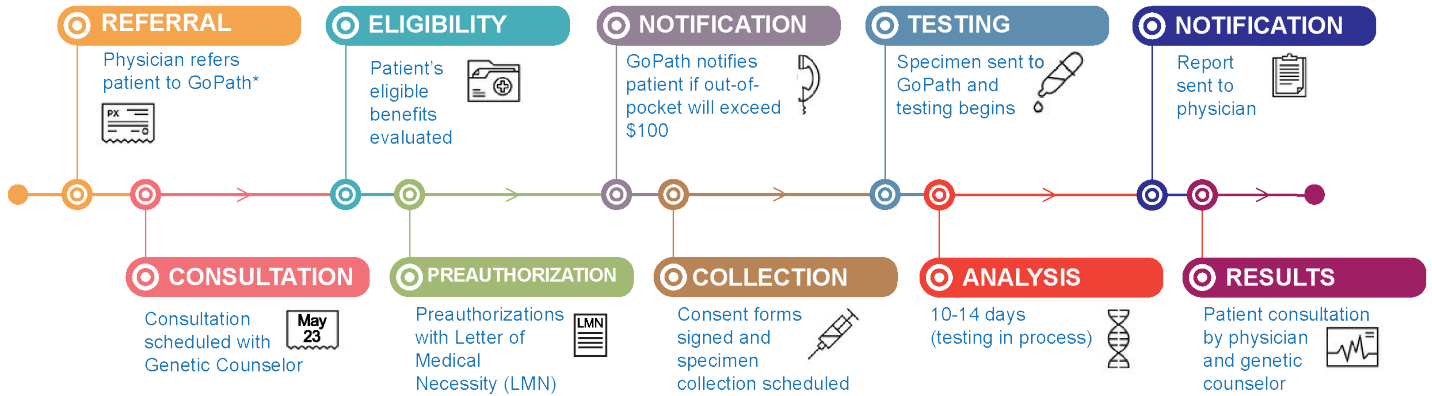 REFERRAL
Physician refers
patient to GoPath*
PX
CONSULTATION
Consultation
scheduled with
Genetic Counselor
May
23
ELIGIBILITY
Patient's
eligible
benefits
evaluated
PREAUTHORIZATION
Preauthorizations
with Letter of
Medical
Necessity (LMN)
LMN
NOTIFICATION
GoPath notifies
patient if out-of-
pocket will exceed
$100
COLLECTION
Consent forms
signed and
specimen
collection scheduled
TESTING
Specimen sent to
GoPath and
testing begins
ANALYSIS
10-14 days
(testing in process)
NOTIFICATION
Report
sent to
physician
RESULTS
Patient consultation
by physician
and genetic
counselor